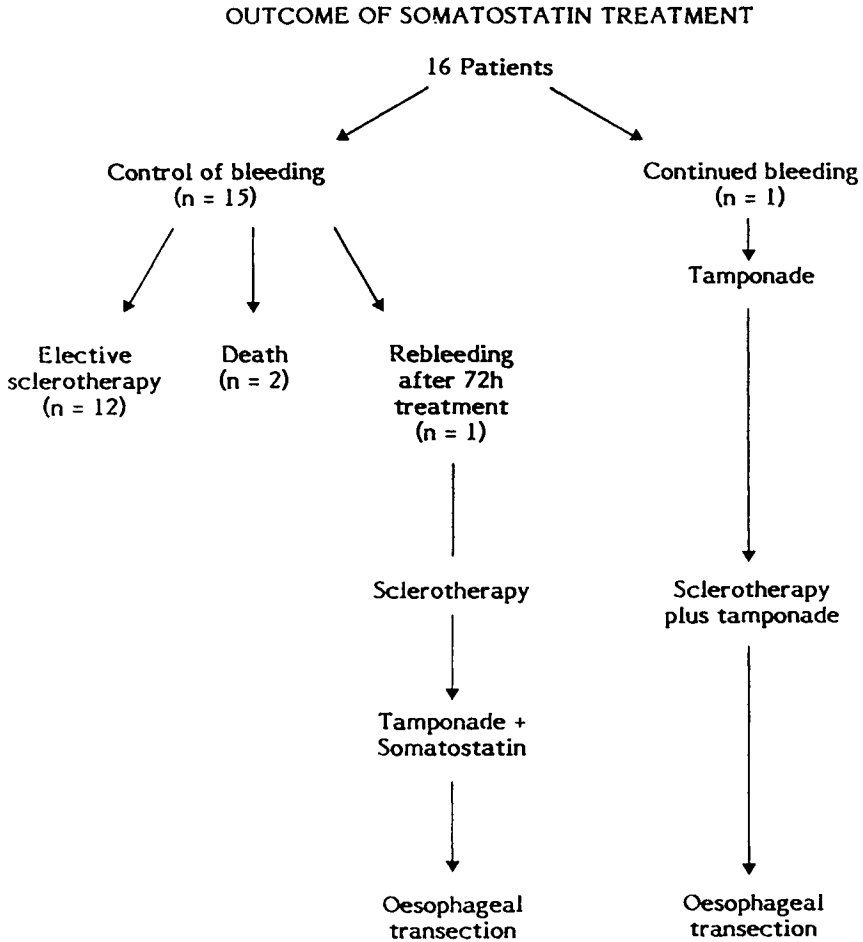 OUTCOME OF SOMATOSTATIN TREATMENT
16 Patients
Control of bleeding
(n = 15)
Continued bleeding
(n = 1)
Tamponade
Elective
sclerotherapy
(n = 12)
Death
(n = 2)
Rebleeding
after 72h
treatment
(n = 1)
Sclerotherapy
Sclerotherapy
plus tamponade
Tamponade +
Somatostatin
Oesophageal
transection
Oesophageal
transection